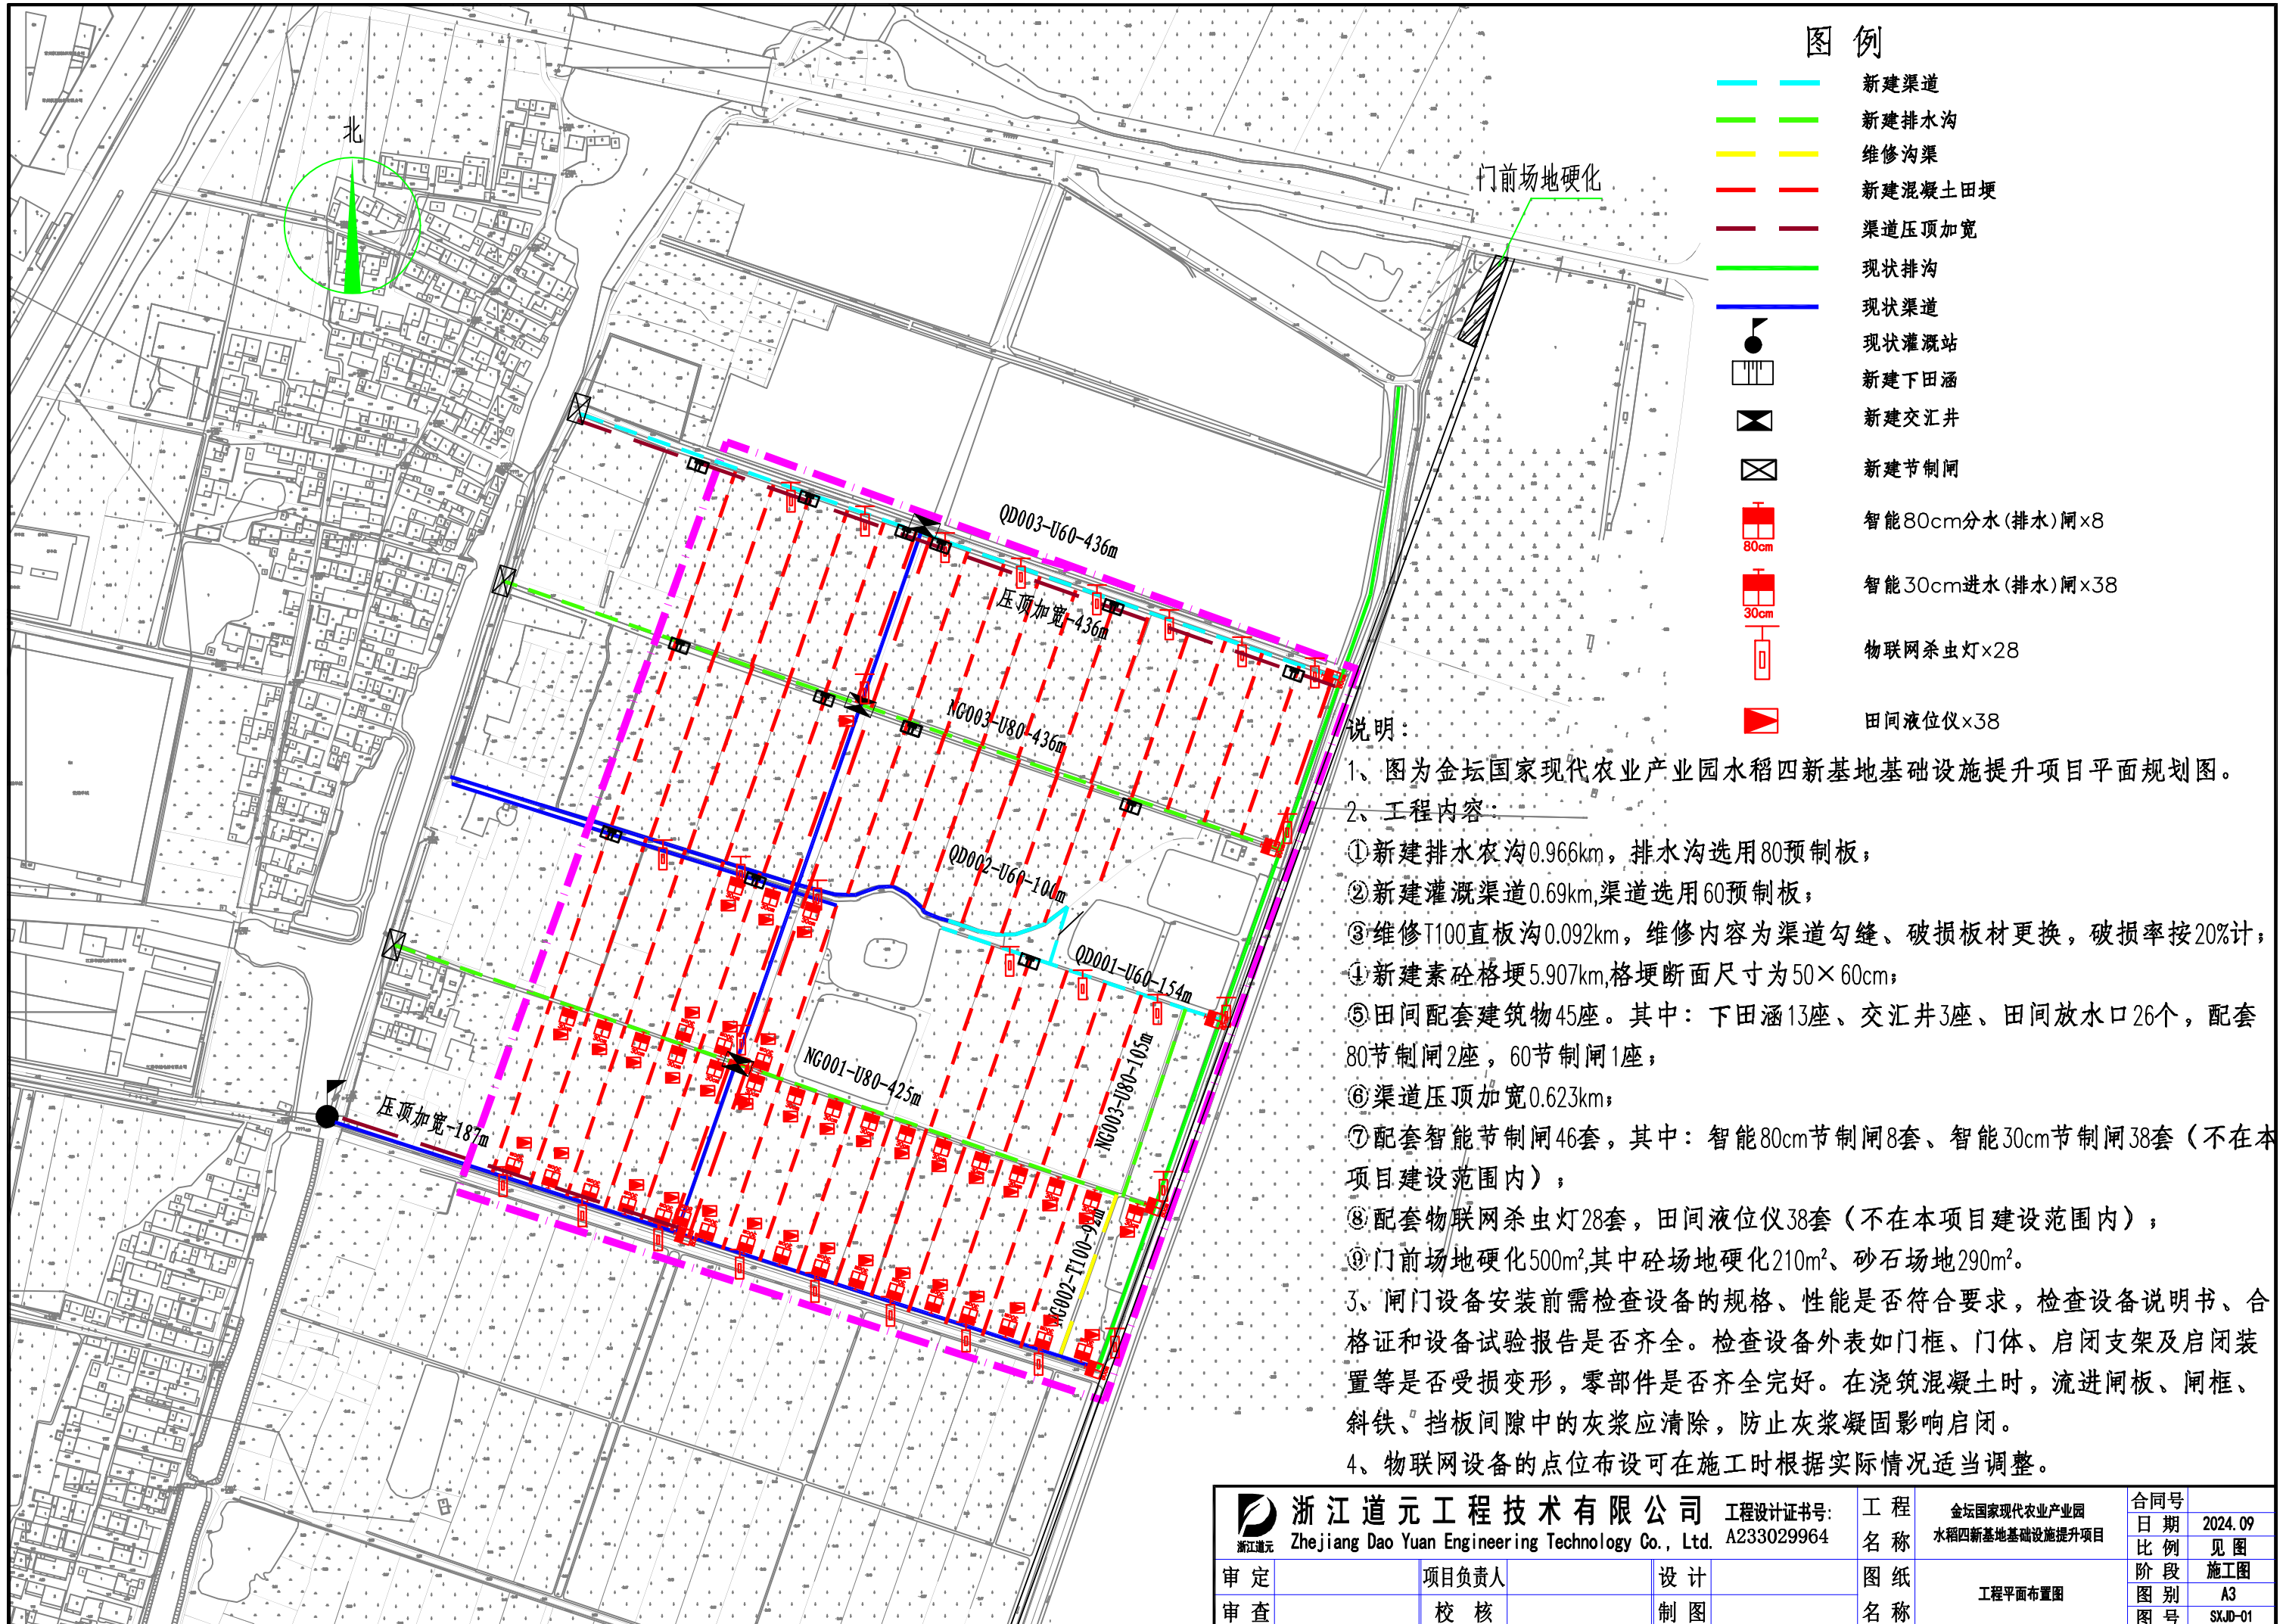 北
门前场地硬化
图 例
新建渠道
新建排水沟
维修沟渠
新建混凝土田埂
渠道压顶加宽
现状排沟
现状渠道
现状灌溉站
新建下田涵
新建交汇井
新建节制闸
80cm
智能80cm分水(排水)闸×8
30cm
智能30cm进水(排水)闸×38
物联网杀虫灯×28
田间液位仪×38
QD003-U60-436m
压顶加宽-436m
NG003-U80-436m
QD002-U60-100m
QD001-U60-154m
NG003-U80-105m
NG001-U80-425m
压顶加宽-187m
NG002-T100-92m
说明：
1、图为金坛国家现代农业产业园水稻四新基地基础设施提升项目平面规划图。
2、工程内容：
①新建排水农沟0.966km，排水沟选用80预制板；
②新建灌溉渠道0.69km,渠道选用60预制板；
③维修T100直板沟0.092km，维修内容为渠道勾缝、破损板材更换，破损率按20%计；
④新建素砼格埂5.907km,格埂断面尺寸为50×60cm；
⑤田间配套建筑物45座。其中：下田涵13座、交汇井3座、田间放水口26个，配套
80节制闸2座，60节制闸1座；
⑥渠道压顶加宽0.623km；
⑦配套智能节制闸46套，其中：智能80cm节制闸8套、智能30cm节制闸38套（不在本
项目建设范围内）；
⑧配套物联网杀虫灯28套，田间液位仪38套（不在本项目建设范围内）；
⑨门前场地硬化500m²,其中砼场地硬化210m²、砂石场地290m²。
3、闸门设备安装前需检查设备的规格、性能是否符合要求，检查设备说明书、合
格证和设备试验报告是否齐全。检查设备外表如门框、门体、启闭支架及启闭装
置等是否受损变形，零部件是否齐全完好。在浇筑混凝土时，流进闸板、闸框、
斜铁、挡板间隙中的灰浆应清除，防止灰浆凝固影响启闭。
4、物联网设备的点位布设可在施工时根据实际情况适当调整。
浙江道元
浙江道元工程技术有限公司
Zhejiang Dao Yuan Engineering Technology Co., Ltd.
工程设计证书号:
A233029964
工 程
名 称
金坛国家现代农业产业园
水稻四新基地基础设施提升项目
合同号
日 期 2024.09
比 例 见 图
审 定 项目负责人 设 计
审 查 校 核 制 图
图 纸
名 称
工程平面布置图
阶 段 施工图
图 别 A3
图 号 SXJD-01